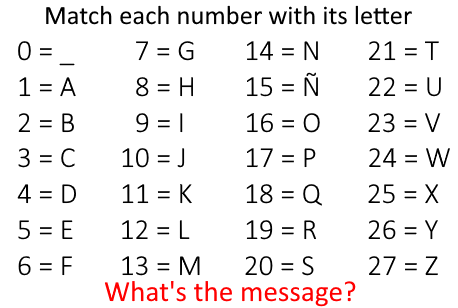 Match each number with its letter
0 = _ 7 = G 14 = N 21 = T
1 = A 8 = H 15 = Ñ 22 = U
2 = B 9 = I 16 = O 23 = V
3 = C 10 = J 17 = P 24 = W
4 = D 11 = K 18 = Q 25 = X
5 = E 12 = L 19 = R 26 = Y
6 = F 13 = M 20 = S 27 = Z
What's the message?